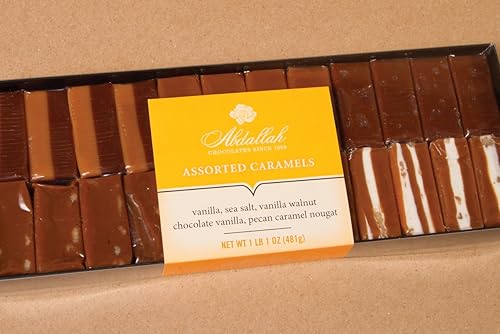 Abdallah
CHOCOLATES SINCE 1909
ASSORTED CARAMELS
vanilla, sea salt, vanilla walnut
chocolate vanilla, pecan caramel nougat
NET WT 1 LB 1 OZ (481g)